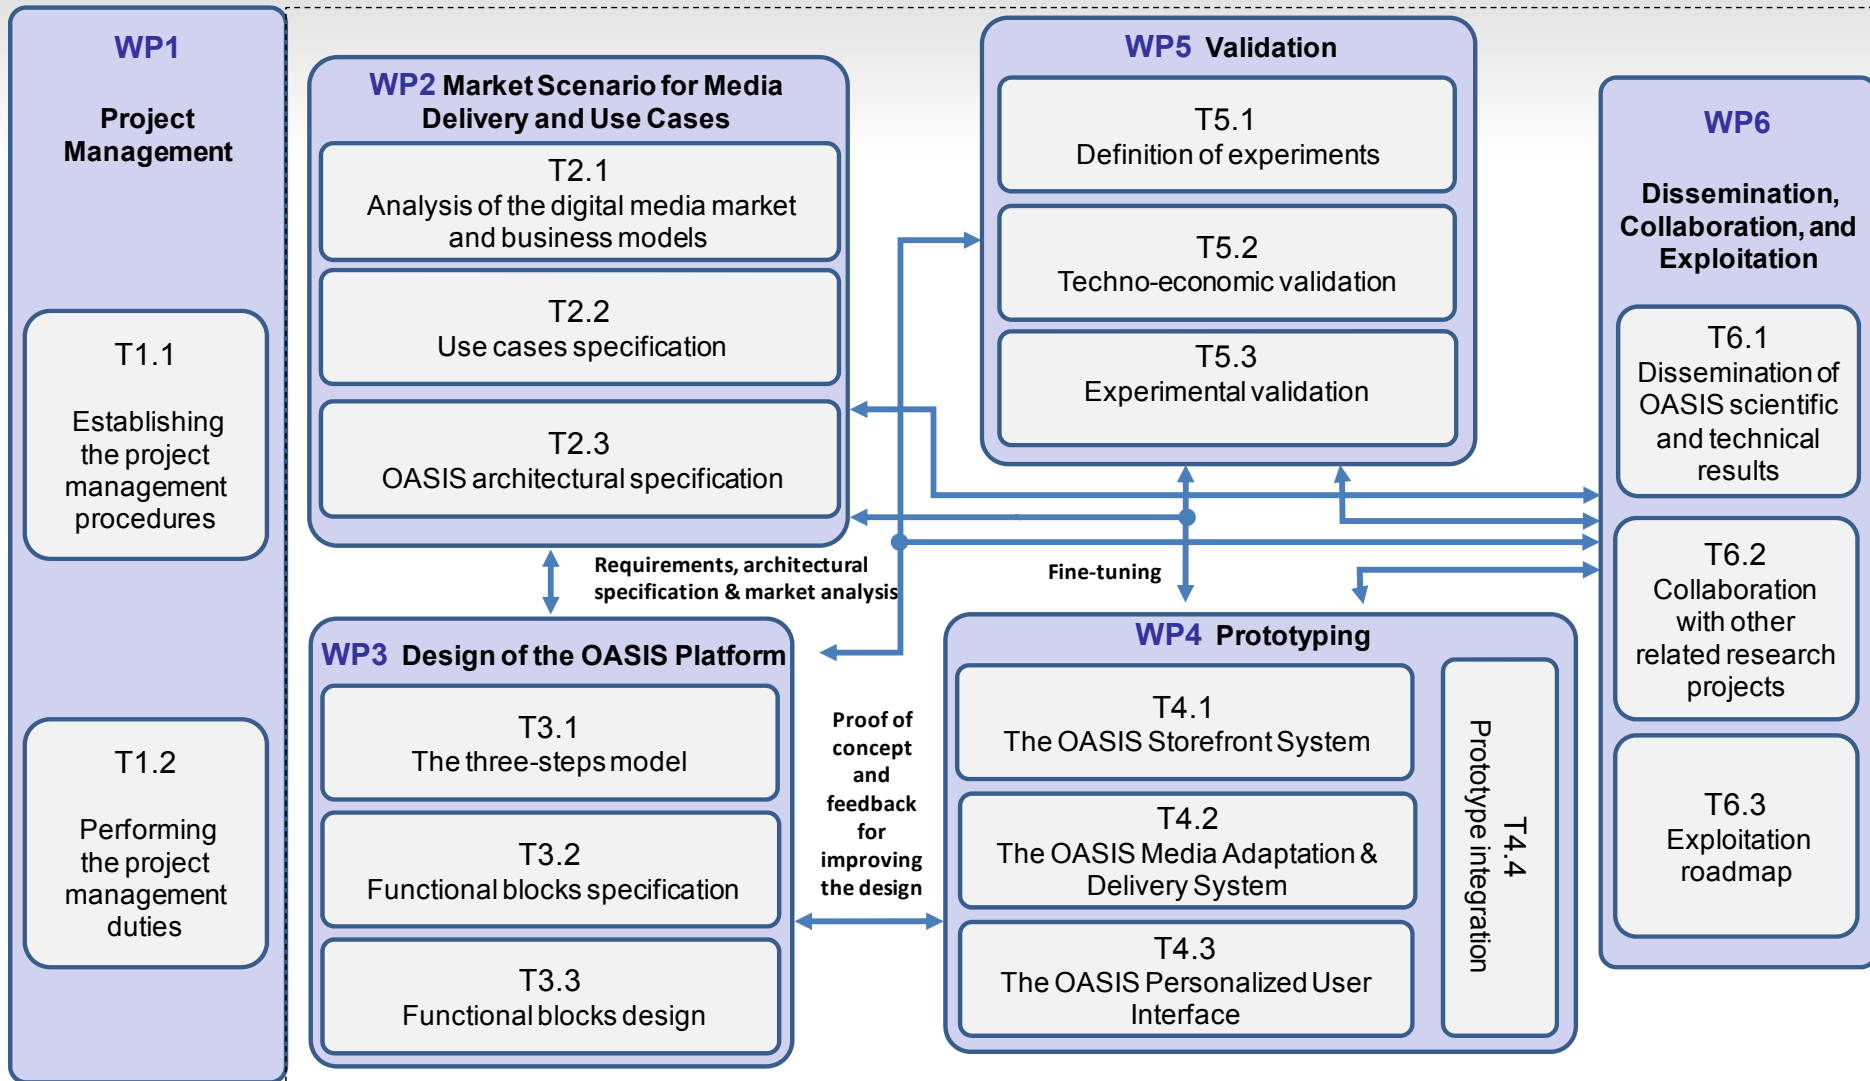 WP1
Project
Management
T1.1
Establishing
the project
management
procedures
T1.2
Performing
the project
management
duties
WP2 Market Scenario for Media
Delivery and Use Cases
T2.1
Analysis of the digital media market
and business models
T2.2
Use cases specification
T2.3
OASIS architectural specification
Requirements, architectural
specification & market analysis
WP3 Design of the OASIS Platform
T3.1
The three-steps model
T3.2
Functional blocks specification
T3.3
Functional blocks design
Proof of
concept
and
feedback
for
improving
the design
WP5 Validation
T5.1
Definition of experiments
T5.2
Techno-economic validation
T5.3
Experimental validation
Fine-tuning
WP4 Prototyping
T4.1
The OASIS Storefront System
T4.2
The OASIS Media Adaptation &
Delivery System
T4.3
The OASIS Personalized User
Interface
T4.4
Prototype integration
WP6
Dissemination,
Collaboration, and
Exploitation
T6.1
Dissemination of
OASIS scientific
and technical
results
T6.2
Collaboration
with other
related research
projects
T6.3
Exploitation
roadmap